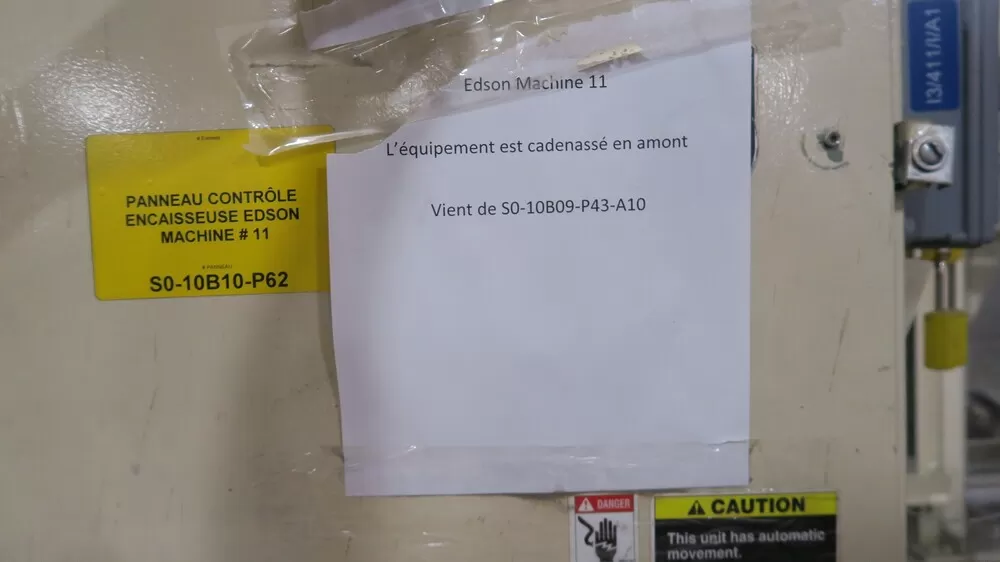 Edson Machine 11
L'équipement est cadenassé en amont
Vient de S0-10B09-P43-A10
PANNEAU CONTRÔLE
ENCAISSEUSE EDSON
MACHINE # 11
# PANNEAU
S0-10B10-P62
I3/411/I/A1
DANGER
CAUTION
This unit has automatic
movement.